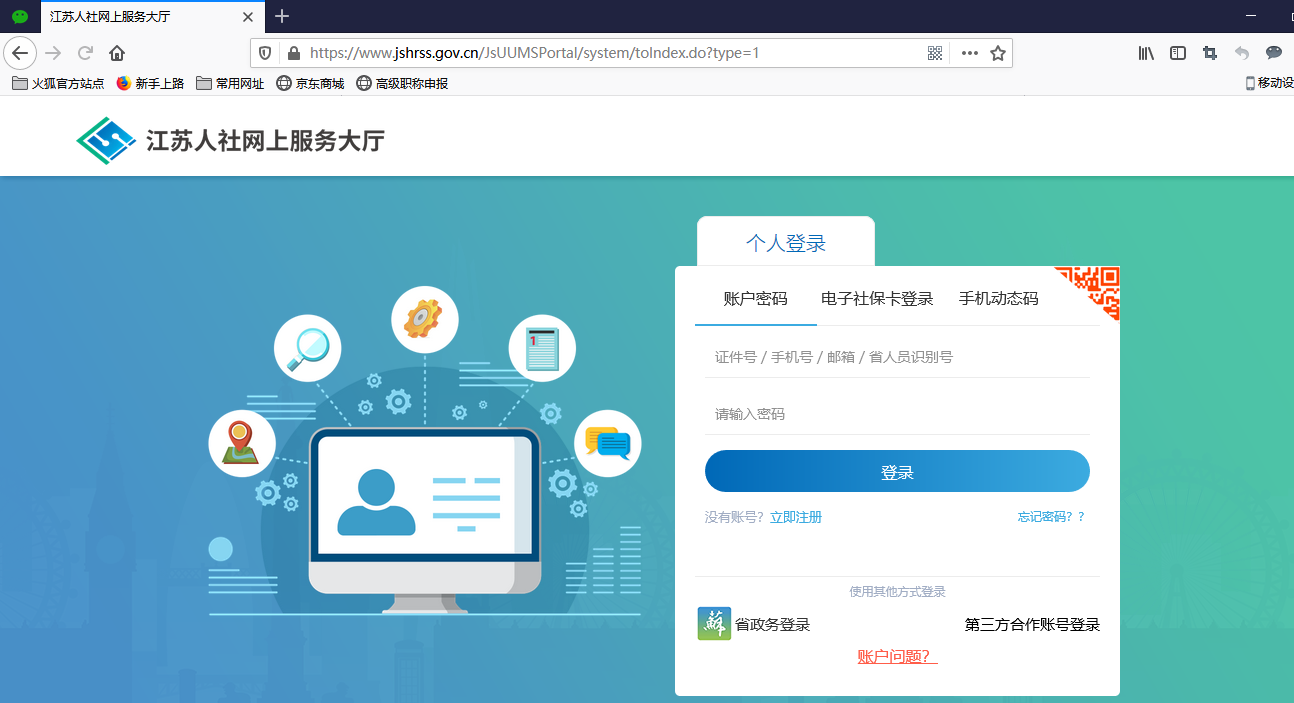 江苏人社网上服务大厅
https://www.jshrss.gov.cn/JsUUMSPortal/system/toIndex.do?type=1
火狐官方站点 新手上路 常用网址 京东商城 高级职称申报 移动设
江苏人社网上服务大厅
个人登录
账户密码 电子社保卡登录 手机动态码
证件号 / 手机号 / 邮箱 / 省人员识别号
请输入密码
登录
没有账号? 立即注册 忘记密码? ?
使用其他方式登录
蘇 省政务登录 第三方合作账号登录
账户问题?
1